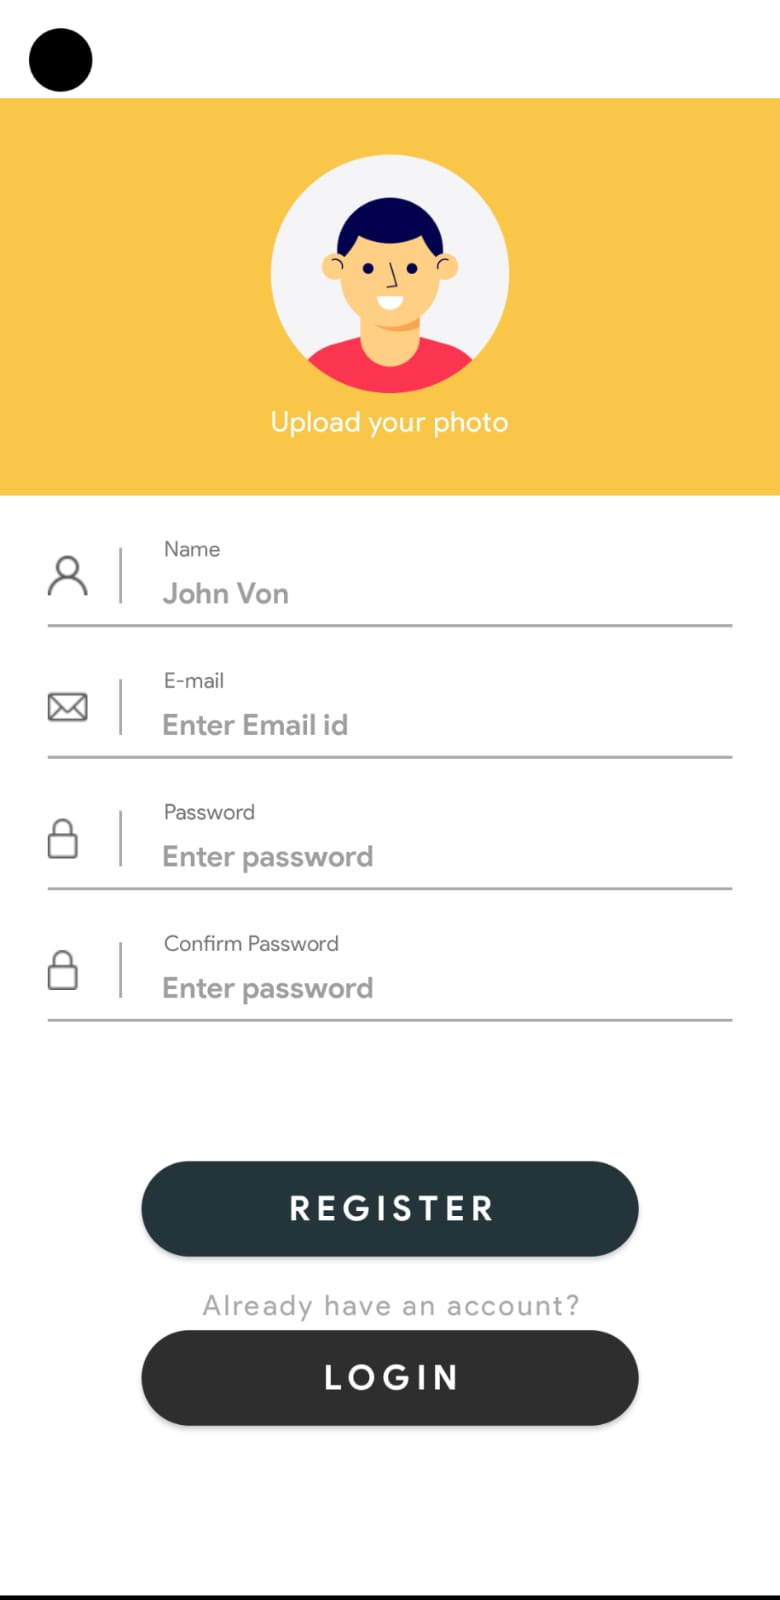 Upload your photo
Name
John Von
E-mail
Enter Email id
Password
Enter password
Confirm Password
Enter password
REGISTER
Already have an account?
LOGIN